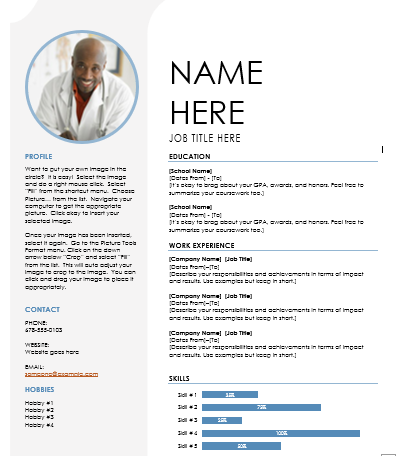 NAME
HERE
JOB TITLE HERE
PROFILE
Want to put your own image in the
circle? It is easy! Select the image
and do a right mouse click. Select
"Fill" from the shortcut menu. Choose
Picture… from the list. Navigate your
computer to get the appropriate
picture. Click okay to insert your
selected image.
Once your image has been inserted,
select it again. Go to the Picture Tools
Format menu. Click on the down
arrow below "Crop" and select "Fill"
from the list. This will auto adjust your
image to crop to the image. You can
click and drag your image to place it
appropriately.
CONTACT
PHONE:
678-555-0103
WEBSITE:
Website goes here
EMAIL:
someone@example.com
HOBBIES
Hobby #1
Hobby #2
Hobby #3
Hobby #4
EDUCATION
[School Name]
[Dates From] - [To]
[It's okay to brag about your GPA, awards, and honors. Feel free to
summarize your coursework too.]
[School Name]
[Dates From] - [To]
[It's okay to brag about your GPA, awards, and honors. Feel free to
summarize your coursework too.]
WORK EXPERIENCE
[Company Name] [Job Title]
[Dates From]–[To]
[Describe your responsibilities and achievements in terms of impact
and results. Use examples but keep in short.]
[Company Name] [Job Title]
[Dates From]–[To]
[Describe your responsibilities and achievements in terms of impact
and results. Use examples but keep in short.]
[Company Name] [Job Title]
[Dates From]–[To]
[Describe your responsibilities and achievements in terms of impact
and results. Use examples but keep in short.]
SKILLS
Skill #1 35%
Skill #2 75%
Skill #3 25%
Skill #4 100%
Skill #5 50%